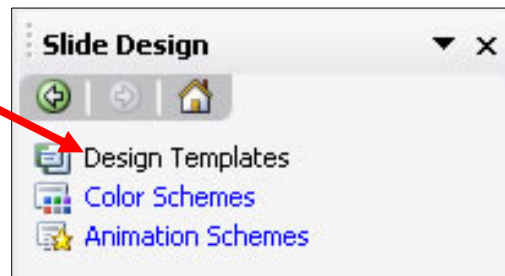 Slide Design
Design Templates
Color Schemes
Animation Schemes